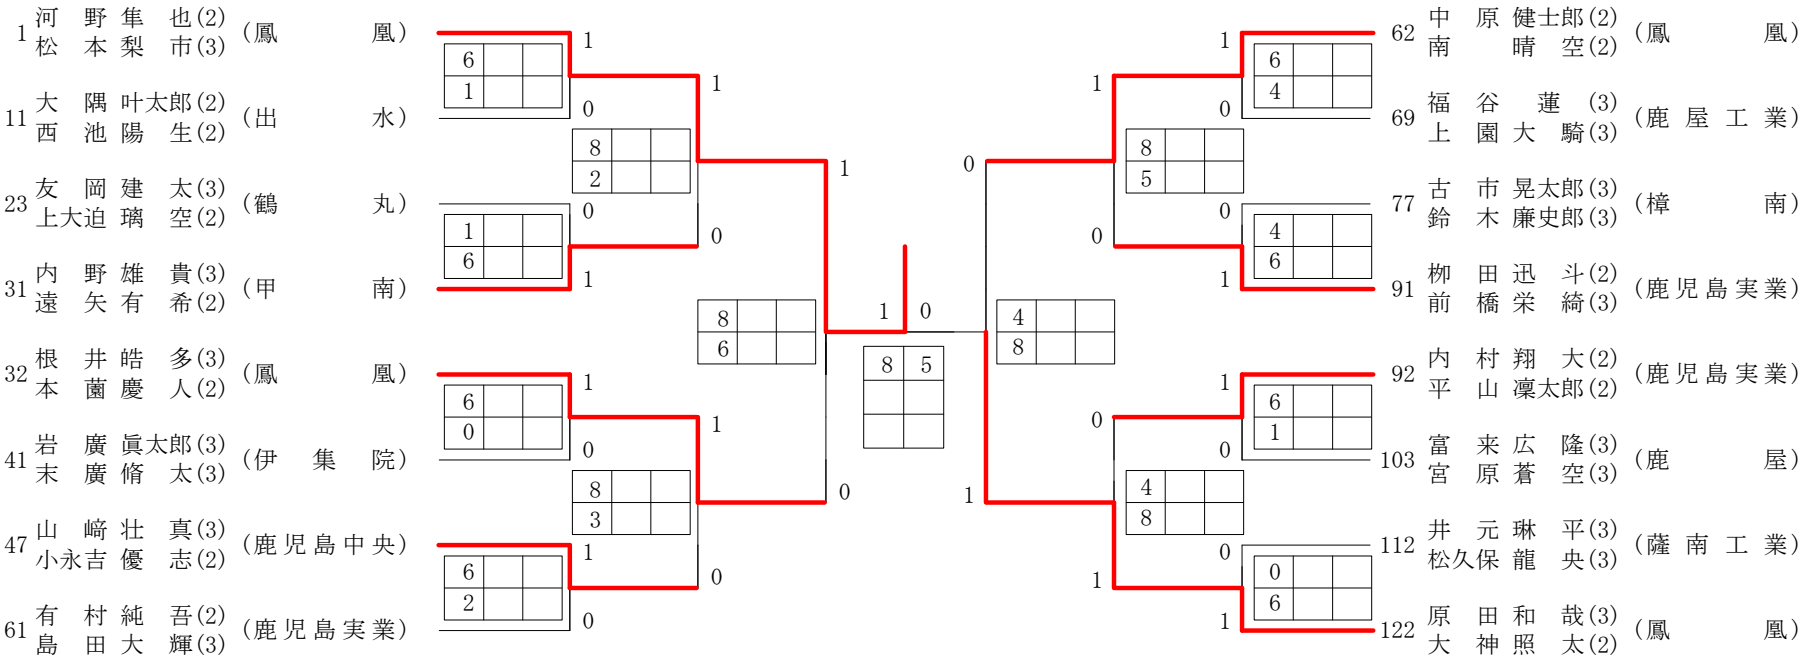 1 河野 隼也(2) (鳳凰)
松本 梨市(3)
6 1
1 0
11 大隅 叶太郎(2) (出水)
西池 陽生(2)
1
8 2
23 友岡 建太(3) (鶴丸)
上大迫 璃空(2)
1 6
0 1
0
31 内野 雄貴(3) (甲南)
遠矢 有希(2)
1
8 6
32 根井 皓多(3) (鳳凰)
本薗 慶人(2)
6 0
1 0
41 岩廣 眞太郎(3) (伊集院)
末廣 脩太(3)
1
8 3
0
47 山﨑 壮真(3) (鹿児島中央)
小永吉 優志(2)
6 2
1 0
0
61 有村 純吾(2) (鹿児島実業)
島田 大輝(3)
1 0
8 5
62 中原 健士郎(2) (鳳凰)
南 晴空(2)
1 0
6 4
69 福谷 蓮(3) (鹿屋工業)
上園 大騎(3)
1
8 5
0
77 古市 晃太郎(3) (樟南)
鈴木 廉史郎(3)
0 1
4 6
0
91 栁田 迅斗(2) (鹿児島実業)
前橋 栄綺(3)
4 8
92 内村 翔大(2) (鹿児島実業)
平山 凜太郎(2)
1 0
6 1
0
103 富来 広隆(3) (鹿屋)
宮原 蒼空(3)
4 8
1
112 井元 琳平(3) (薩南工業)
松久保 龍央(3)
0 1
0 6
1
122 原田 和哉(3) (鳳凰)
大神 照太(2)